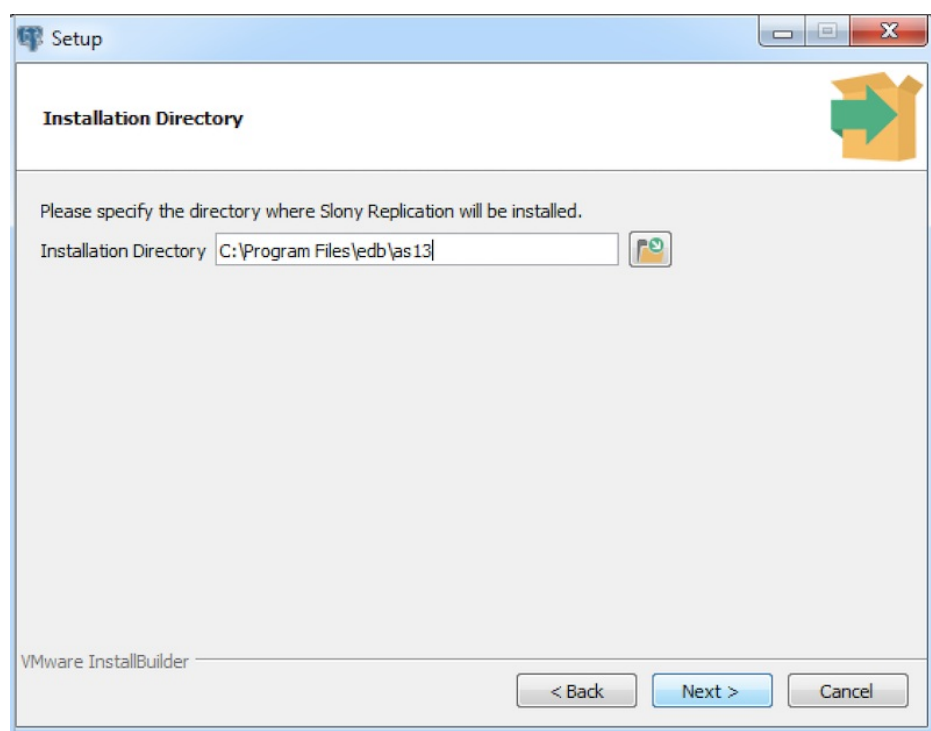 Setup
Installation Directory
Please specify the directory where Slony Replication will be installed.
Installation Directory C:\Program Files\edb\as13
VMware InstallBuilder
< Back Next > Cancel